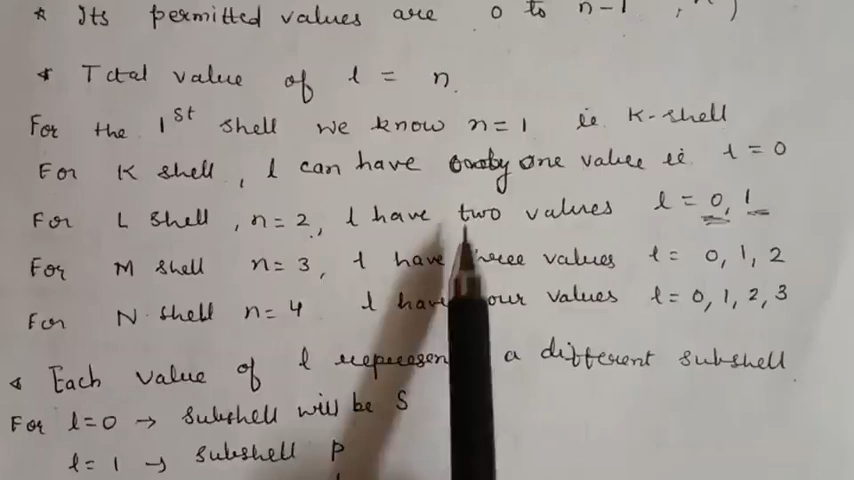 * Its permitted values are 0 to n-1
* Total value of l = n.
For the 1st shell we know n=1 ie K-shell
For K shell, l can have only one value ie l = 0
For L shell, n=2, l have two values l = 0, 1
For M shell n=3, l have values l = 0, 1, 2
For N shell n=4 l have values l = 0, 1, 2, 3
* Each value of l a different subshell
For l=0 → subshell will be S
l = 1 → subshell P